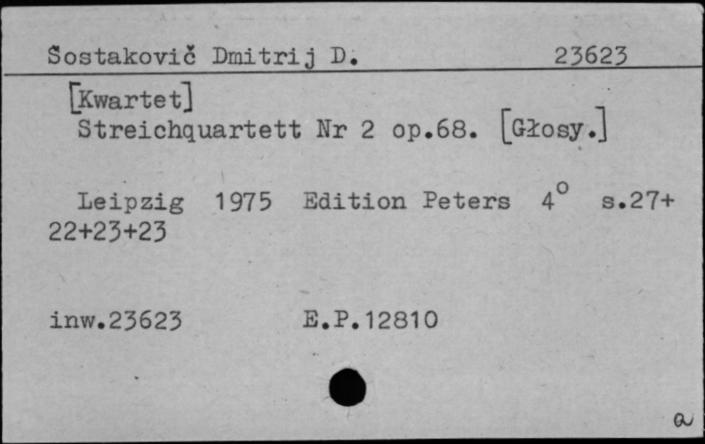 Šostakovič Dmitrij D. 23623
[Kwartet]
Streichquartett Nr 2 op.68. [Głosy.]
Leipzig 1975 Edition Peters 4° s.27+
22+23+23
inw.23623 E.P.12810
a